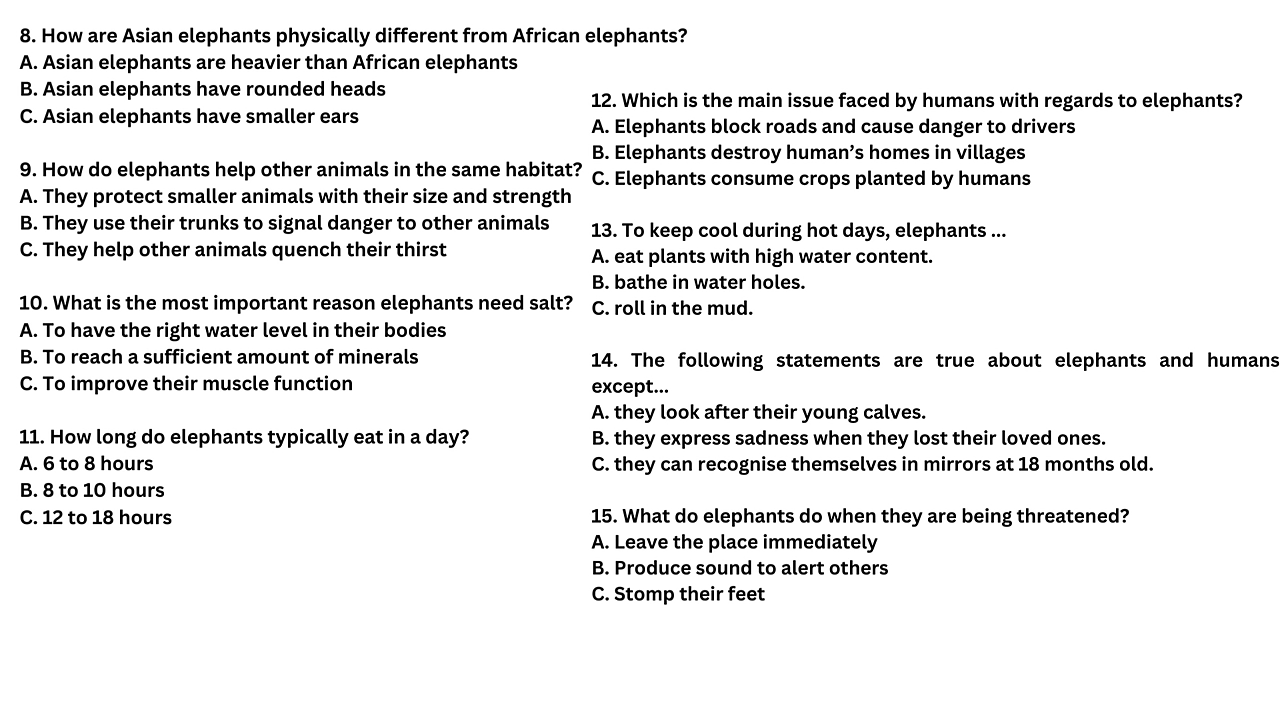 8. How are Asian elephants physically different from African elephants?
A. Asian elephants are heavier than African elephants
B. Asian elephants have rounded heads
C. Asian elephants have smaller ears
9. How do elephants help other animals in the same habitat?
A. They protect smaller animals with their size and strength
B. They use their trunks to signal danger to other animals
C. They help other animals quench their thirst
10. What is the most important reason elephants need salt?
A. To have the right water level in their bodies
B. To reach a sufficient amount of minerals
C. To improve their muscle function
11. How long do elephants typically eat in a day?
A. 6 to 8 hours
B. 8 to 10 hours
C. 12 to 18 hours
12. Which is the main issue faced by humans with regards to elephants?
A. Elephants block roads and cause danger to drivers
B. Elephants destroy human’s homes in villages
C. Elephants consume crops planted by humans
13. To keep cool during hot days, elephants ...
A. eat plants with high water content.
B. bathe in water holes.
C. roll in the mud.
14. The following statements are true about elephants and humans
except...
A. they look after their young calves.
B. they express sadness when they lost their loved ones.
C. they can recognise themselves in mirrors at 18 months old.
15. What do elephants do when they are being threatened?
A. Leave the place immediately
B. Produce sound to alert others
C. Stomp their feet